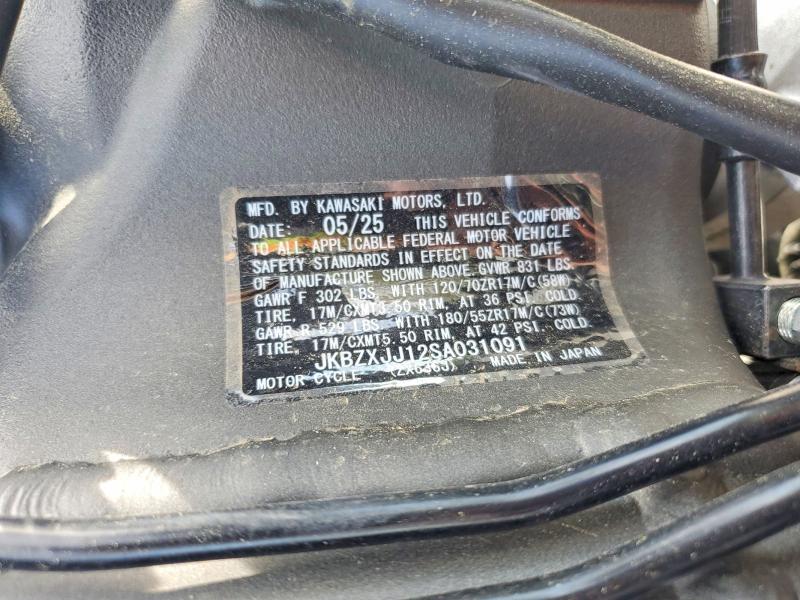 MFD. BY KAWASAKI MOTORS, LTD.
DATE: 05/25 THIS VEHICLE CONFORMS
TO ALL APPLICABLE FEDERAL MOTOR VEHICLE
SAFETY STANDARDS IN EFFECT ON THE DATE
OF MANUFACTURE SHOWN ABOVE. GVWR 831 LBS.
GAWR F 302 LBS. WITH 120/70ZR17M/C(58W)
TIRE, 17M/CXMT3.50 RIM, AT 36 PSI. COLD.
GAWR R 529 LBS. WITH 180/55ZR17M/C(73W)
TIRE, 17M/CXMT5.50 RIM, AT 42 PSI. COLD.
JKBZXJJ12SA031091
MOTOR CYCLE (ZX636J) MADE IN JAPAN